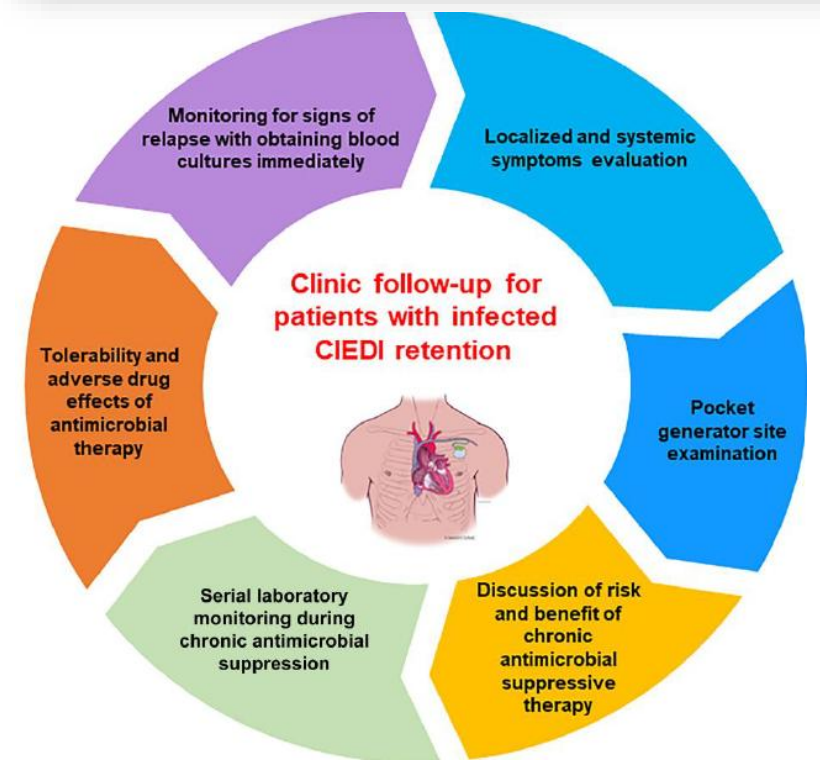 Monitoring for signs of
relapse with obtaining blood
cultures immediately
Localized and systemic
symptoms evaluation
Clinic follow-up for
patients with infected
CIEDI retention
Tolerability and
adverse drug
effects of
antimicrobial
therapy
Pocket
generator site
examination
Serial laboratory
monitoring during
chronic antimicrobial
suppression
Discussion of risk
and benefit of
chronic
antimicrobial
suppressive
therapy